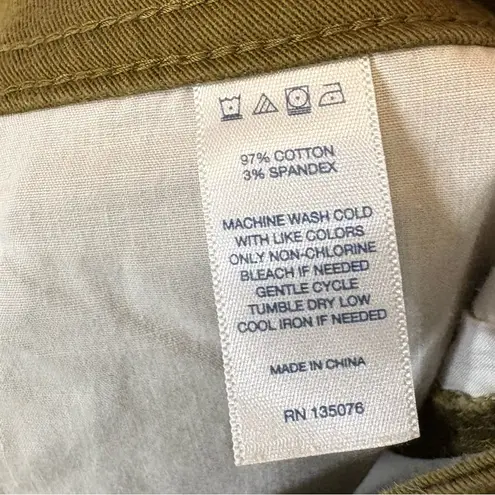 97% COTTON
3% SPANDEX
MACHINE WASH COLD
WITH LIKE COLORS
ONLY NON-CHLORINE
BLEACH IF NEEDED
GENTLE CYCLE
TUMBLE DRY LOW
COOL IRON IF NEEDED
MADE IN CHINA
RN 135076